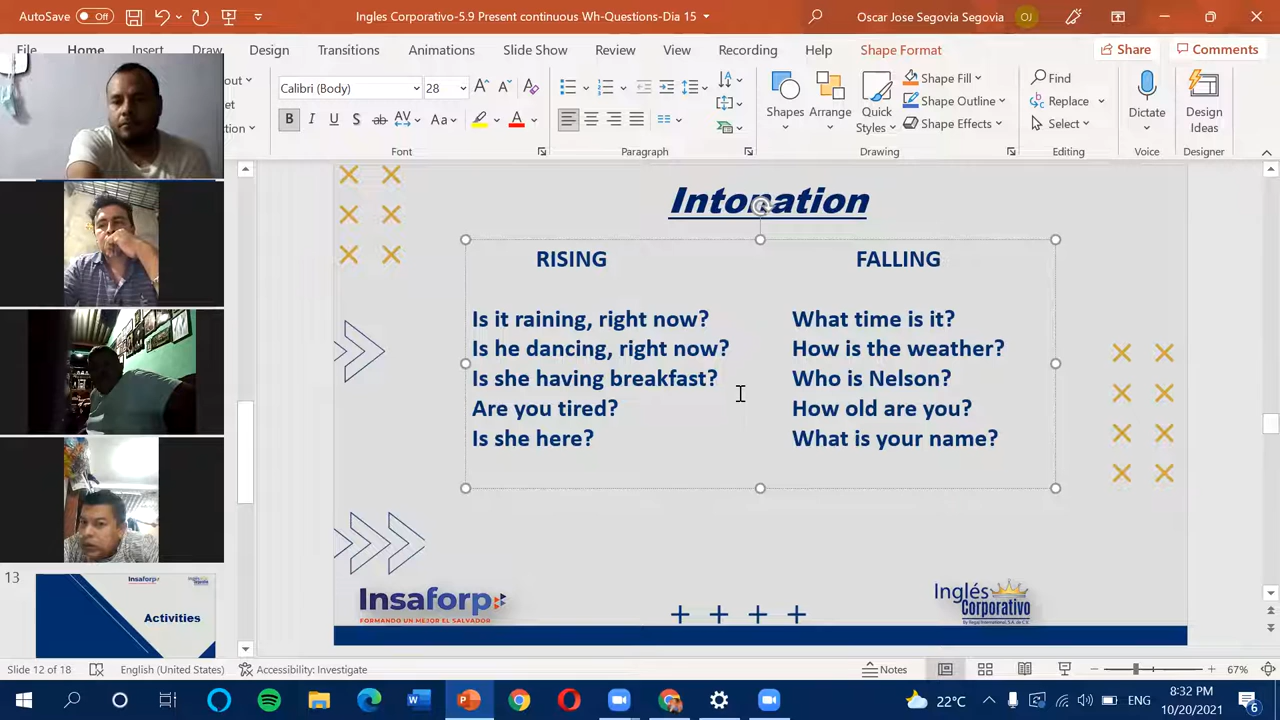 AutoSave Off Ingles Corporativo-5.9 Present continuous Wh-Questions-Dia 15 Oscar Jose Segovia Segovia OJ
File Home Insert Draw Design Transitions Animations Slide Show Review View Recording Help Shape Format Share Comments
Calibri (Body) 28 Shape Fill Find
Shape Outline Replace
Shapes Arrange Quick Styles Dictate Design Ideas
Shape Effects Select
Font Paragraph Drawing Editing Voice Designer
Intonation
RISING FALLING
Is it raining, right now? What time is it?
Is he dancing, right now? How is the weather?
Is she having breakfast? Who is Nelson?
Are you tired? How old are you?
Is she here? What is your name?
13
Insaforp
Activities
Insaforp
FORMANDO UN MEJOR EL SALVADOR
Inglés
Corporativo
Slide 12 of 18 English (United States) Accessibility: Investigate Notes 67%
22°C ENG 8:32 PM
10/20/2021